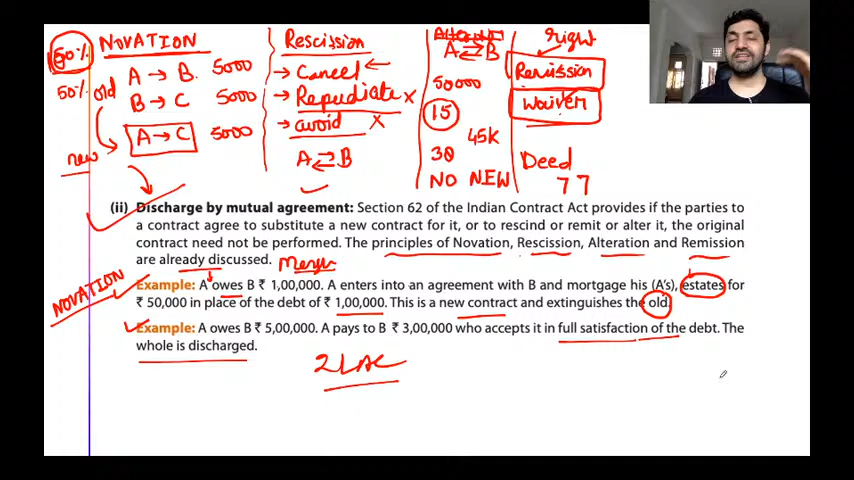 50% NOVATION
50% old A → B. 5000
B → C 5000
A → C 5000
new
Rescission
→ Cancel ←
→ Repudiate x
→ avoid x
A ⇄ B
A ⇄ B
50000
15
45K
30
NO NEW
right
Remission
Waiver
Deed
77
(ii) Discharge by mutual agreement: Section 62 of the Indian Contract Act provides if the parties to
a contract agree to substitute a new contract for it, or to rescind or remit or alter it, the original
contract need not be performed. The principles of Novation, Rescission, Alteration and Remission
are already discussed. Merger
NOVATION
Example: A owes B ₹ 1,00,000. A enters into an agreement with B and mortgage his (A's), estates for
₹ 50,000 in place of the debt of ₹ 1,00,000. This is a new contract and extinguishes the old.
Example: A owes B ₹ 5,00,000. A pays to B ₹ 3,00,000 who accepts it in full satisfaction of the debt. The
whole is discharged.
2 LAC